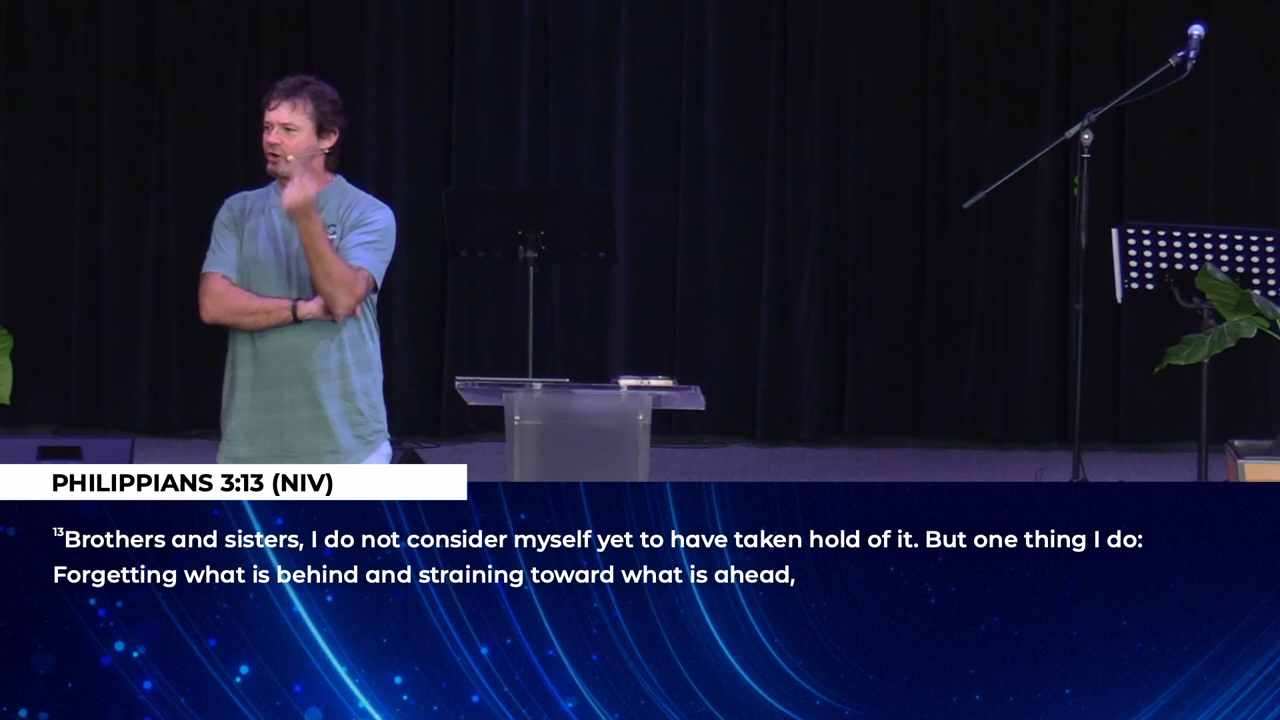 PHILIPPIANS 3:13 (NIV)
¹³Brothers and sisters, I do not consider myself yet to have taken hold of it. But one thing I do:
Forgetting what is behind and straining toward what is ahead,